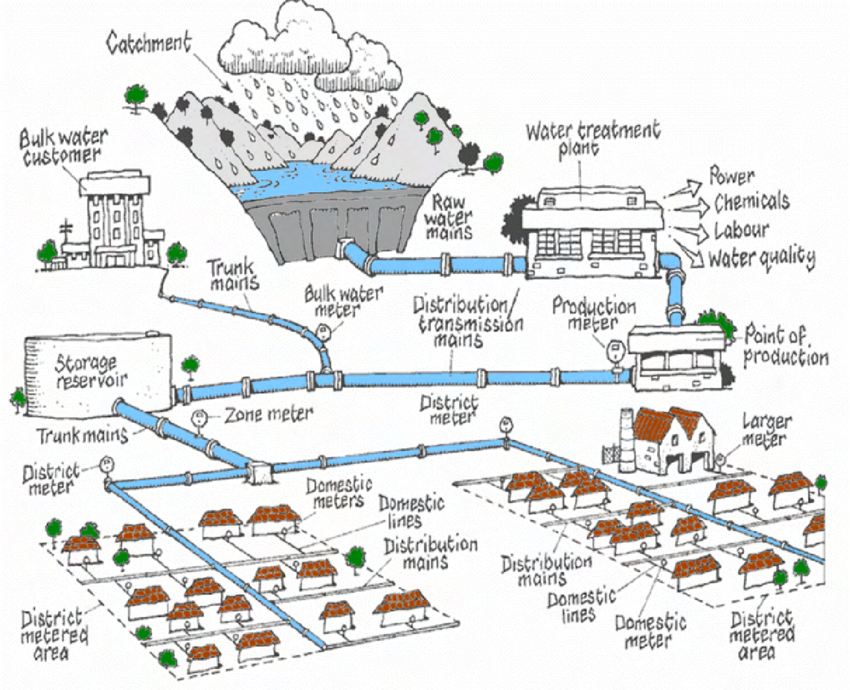 Catchment
Bulk water
customer
Water treatment
plant
Power
Chemicals
Labour
Water quality
Raw
water
mains
Trunk
mains
Bulk water
meter
Distribution/
transmission
mains
Production
meter
Point of
production
Storage
reservoir
Trunk mains
Zone meter
District
meter
Larger
meter
District
meter
Domestic
meters
Domestic
lines
Distribution
mains
Distribution
mains
Domestic
lines
Domestic
meter
District
metered
area
District
metered
area